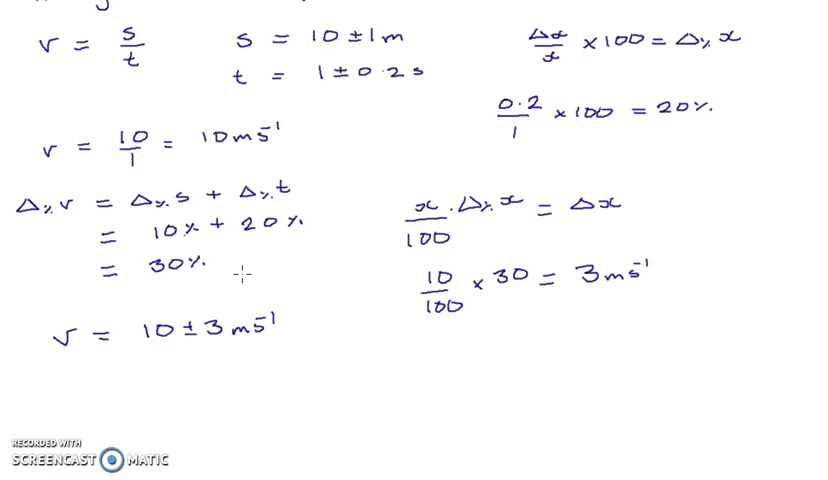 v = s/t
s = 10 ± 1 m
t = 1 ± 0.2 s
Δx/x × 100 = Δ% x
0.2/1 × 100 = 20%
v = 10/1 = 10 ms⁻¹
Δ% v = Δ% s + Δ% t
= 10% + 20%
= 30%
x/100 . Δ% x = Δx
10/100 × 30 = 3 ms⁻¹
v = 10 ± 3 ms⁻¹
RECORDED WITH
SCREENCAST MATIC